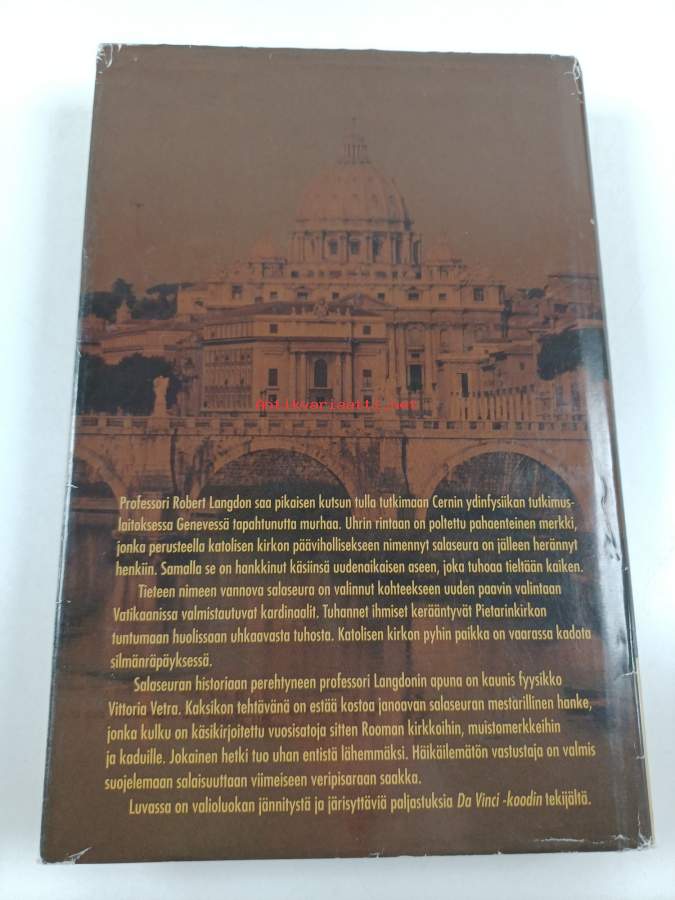 Antikvariaatti.net
Professori Robert Langdon saa pikaisen kutsun tulla tutkimaan Cernin ydinfysiikan tutkimus-
laitoksessa Genevessä tapahtunutta murhaa. Uhrin rintaan on poltettu pahaenteinen merkki,
jonka perusteella katolisen kirkon päävihollisekseen nimennyt salaseura on jälleen herännyt
henkiin. Samalla se on hankkinut käsiinsä uudenaikaisen aseen, joka tuhoaa tieltään kaiken.
Tieteen nimeen vannova salaseura on valinnut kohteekseen uuden paavin valintaan
Vatikaanissa valmistautuvat kardinaalit. Tuhannet ihmiset kerääntyvät Pietarinkirkon
tuntumaan huolissaan uhkaavasta tuhosta. Katolisen kirkon pyhin paikka on vaarassa kadota
silmänräpäyksessä.
Salaseuran historiaan perehtyneen professori Langdonin apuna on kaunis fyysikko
Vittoria Vetra. Kaksikon tehtävänä on estää kostoa janoavan salaseuran mestarillinen hanke,
jonka kulku on käsikirjoitettu vuosisatoja sitten Rooman kirkkoihin, muistomerkkeihin
ja kaduille. Jokainen hetki tuo uhan entistä lähemmäksi. Häikäilemätön vastustaja on valmis
suojelemaan salaisuuttaan viimeiseen veripisaraan saakka.
Luvassa on valioluokan jännitystä ja järisyttäviä paljastuksia Da Vinci -koodin tekijältä.